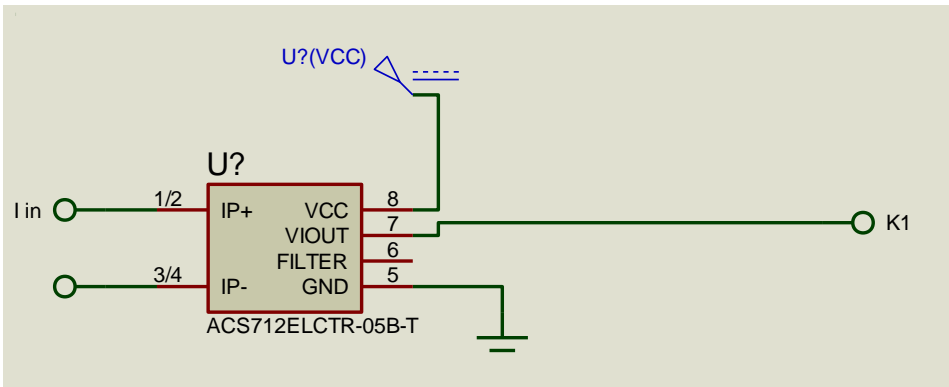 U?(VCC)
U?
I in
1/2
IP+
VCC
8
VIOUT
7
K1
FILTER
6
3/4
IP-
GND
5
ACS712ELCTR-05B-T